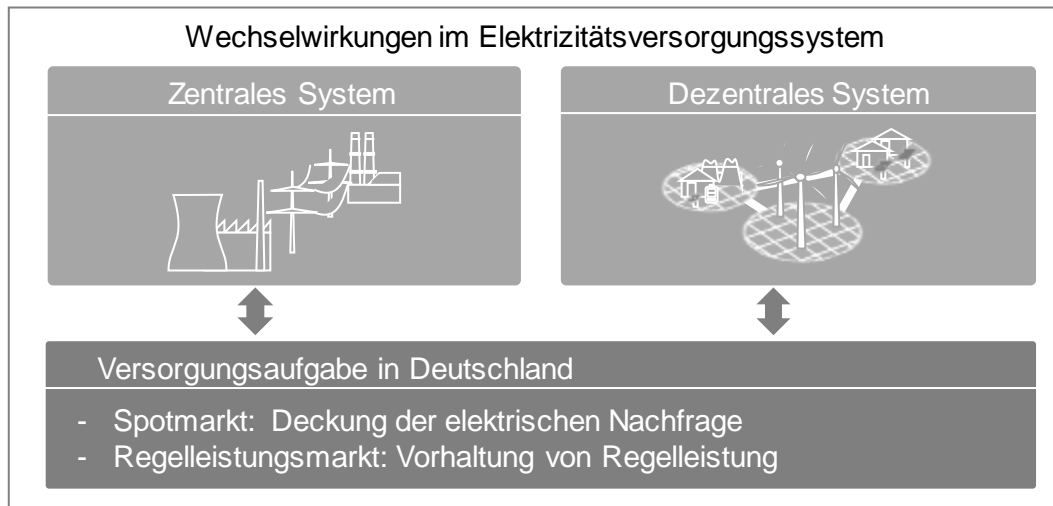 Wechselwirkungen im Elektrizitätsversorgungssystem
Zentrales System
Dezentrales System
Versorgungsaufgabe in Deutschland
- Spotmarkt: Deckung der elektrischen Nachfrage
- Regelleistungsmarkt: Vorhaltung von Regelleistung